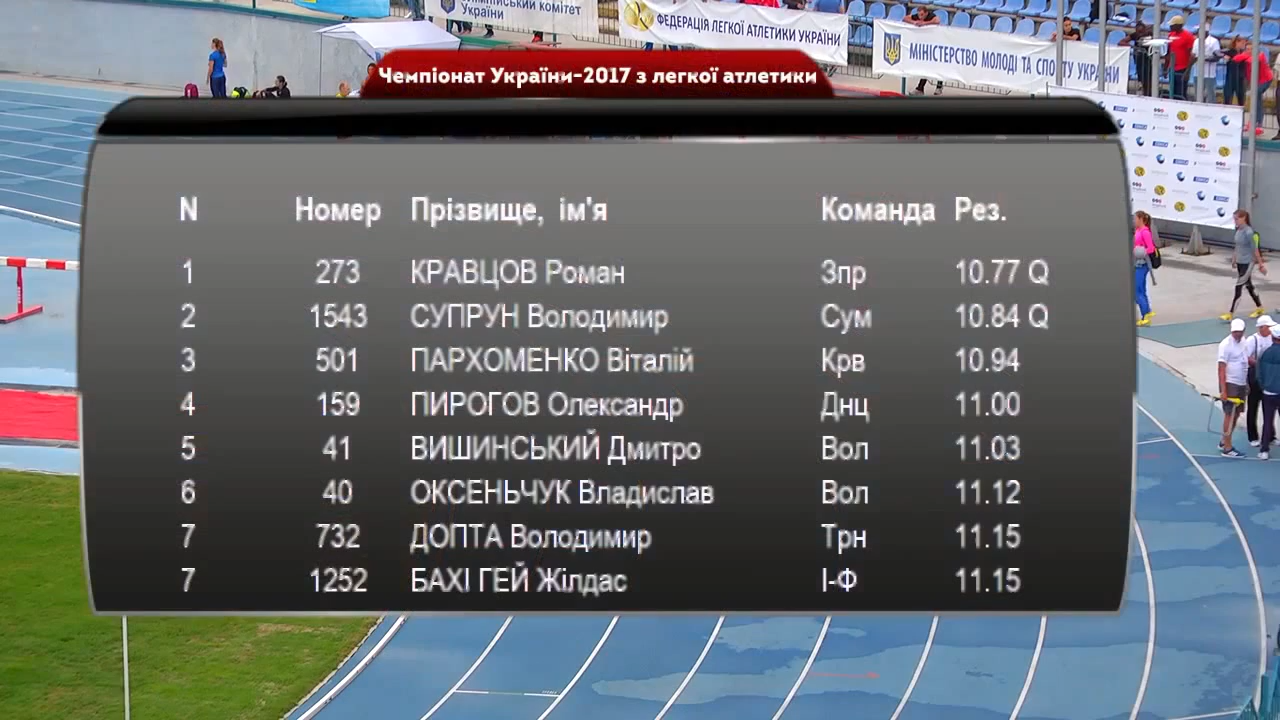 ОЛІМПІЙСЬКИЙ КОМІТЕТ
УКРАЇНИ
ФЕДЕРАЦІЯ ЛЕГКОЇ АТЛЕТИКИ УКРАЇНИ
МІНІСТЕРСТВО МОЛОДІ ТА СПОРТУ УКРАЇНИ
Чемпіонат України-2017 з легкої атлетики
N Номер Прізвище, ім'я Команда Рез.
1 273 КРАВЦОВ Роман Зпр 10.77 Q
2 1543 СУПРУН Володимир Сум 10.84 Q
3 501 ПАРХОМЕНКО Віталій Крв 10.94
4 159 ПИРОГОВ Олександр Днц 11.00
5 41 ВИШИНСЬКИЙ Дмитро Вол 11.03
6 40 ОКСЕНЬЧУК Владислав Вол 11.12
7 732 ДОПТА Володимир Трн 11.15
7 1252 БАХІ ГЕЙ Жілдас І-Ф 11.15